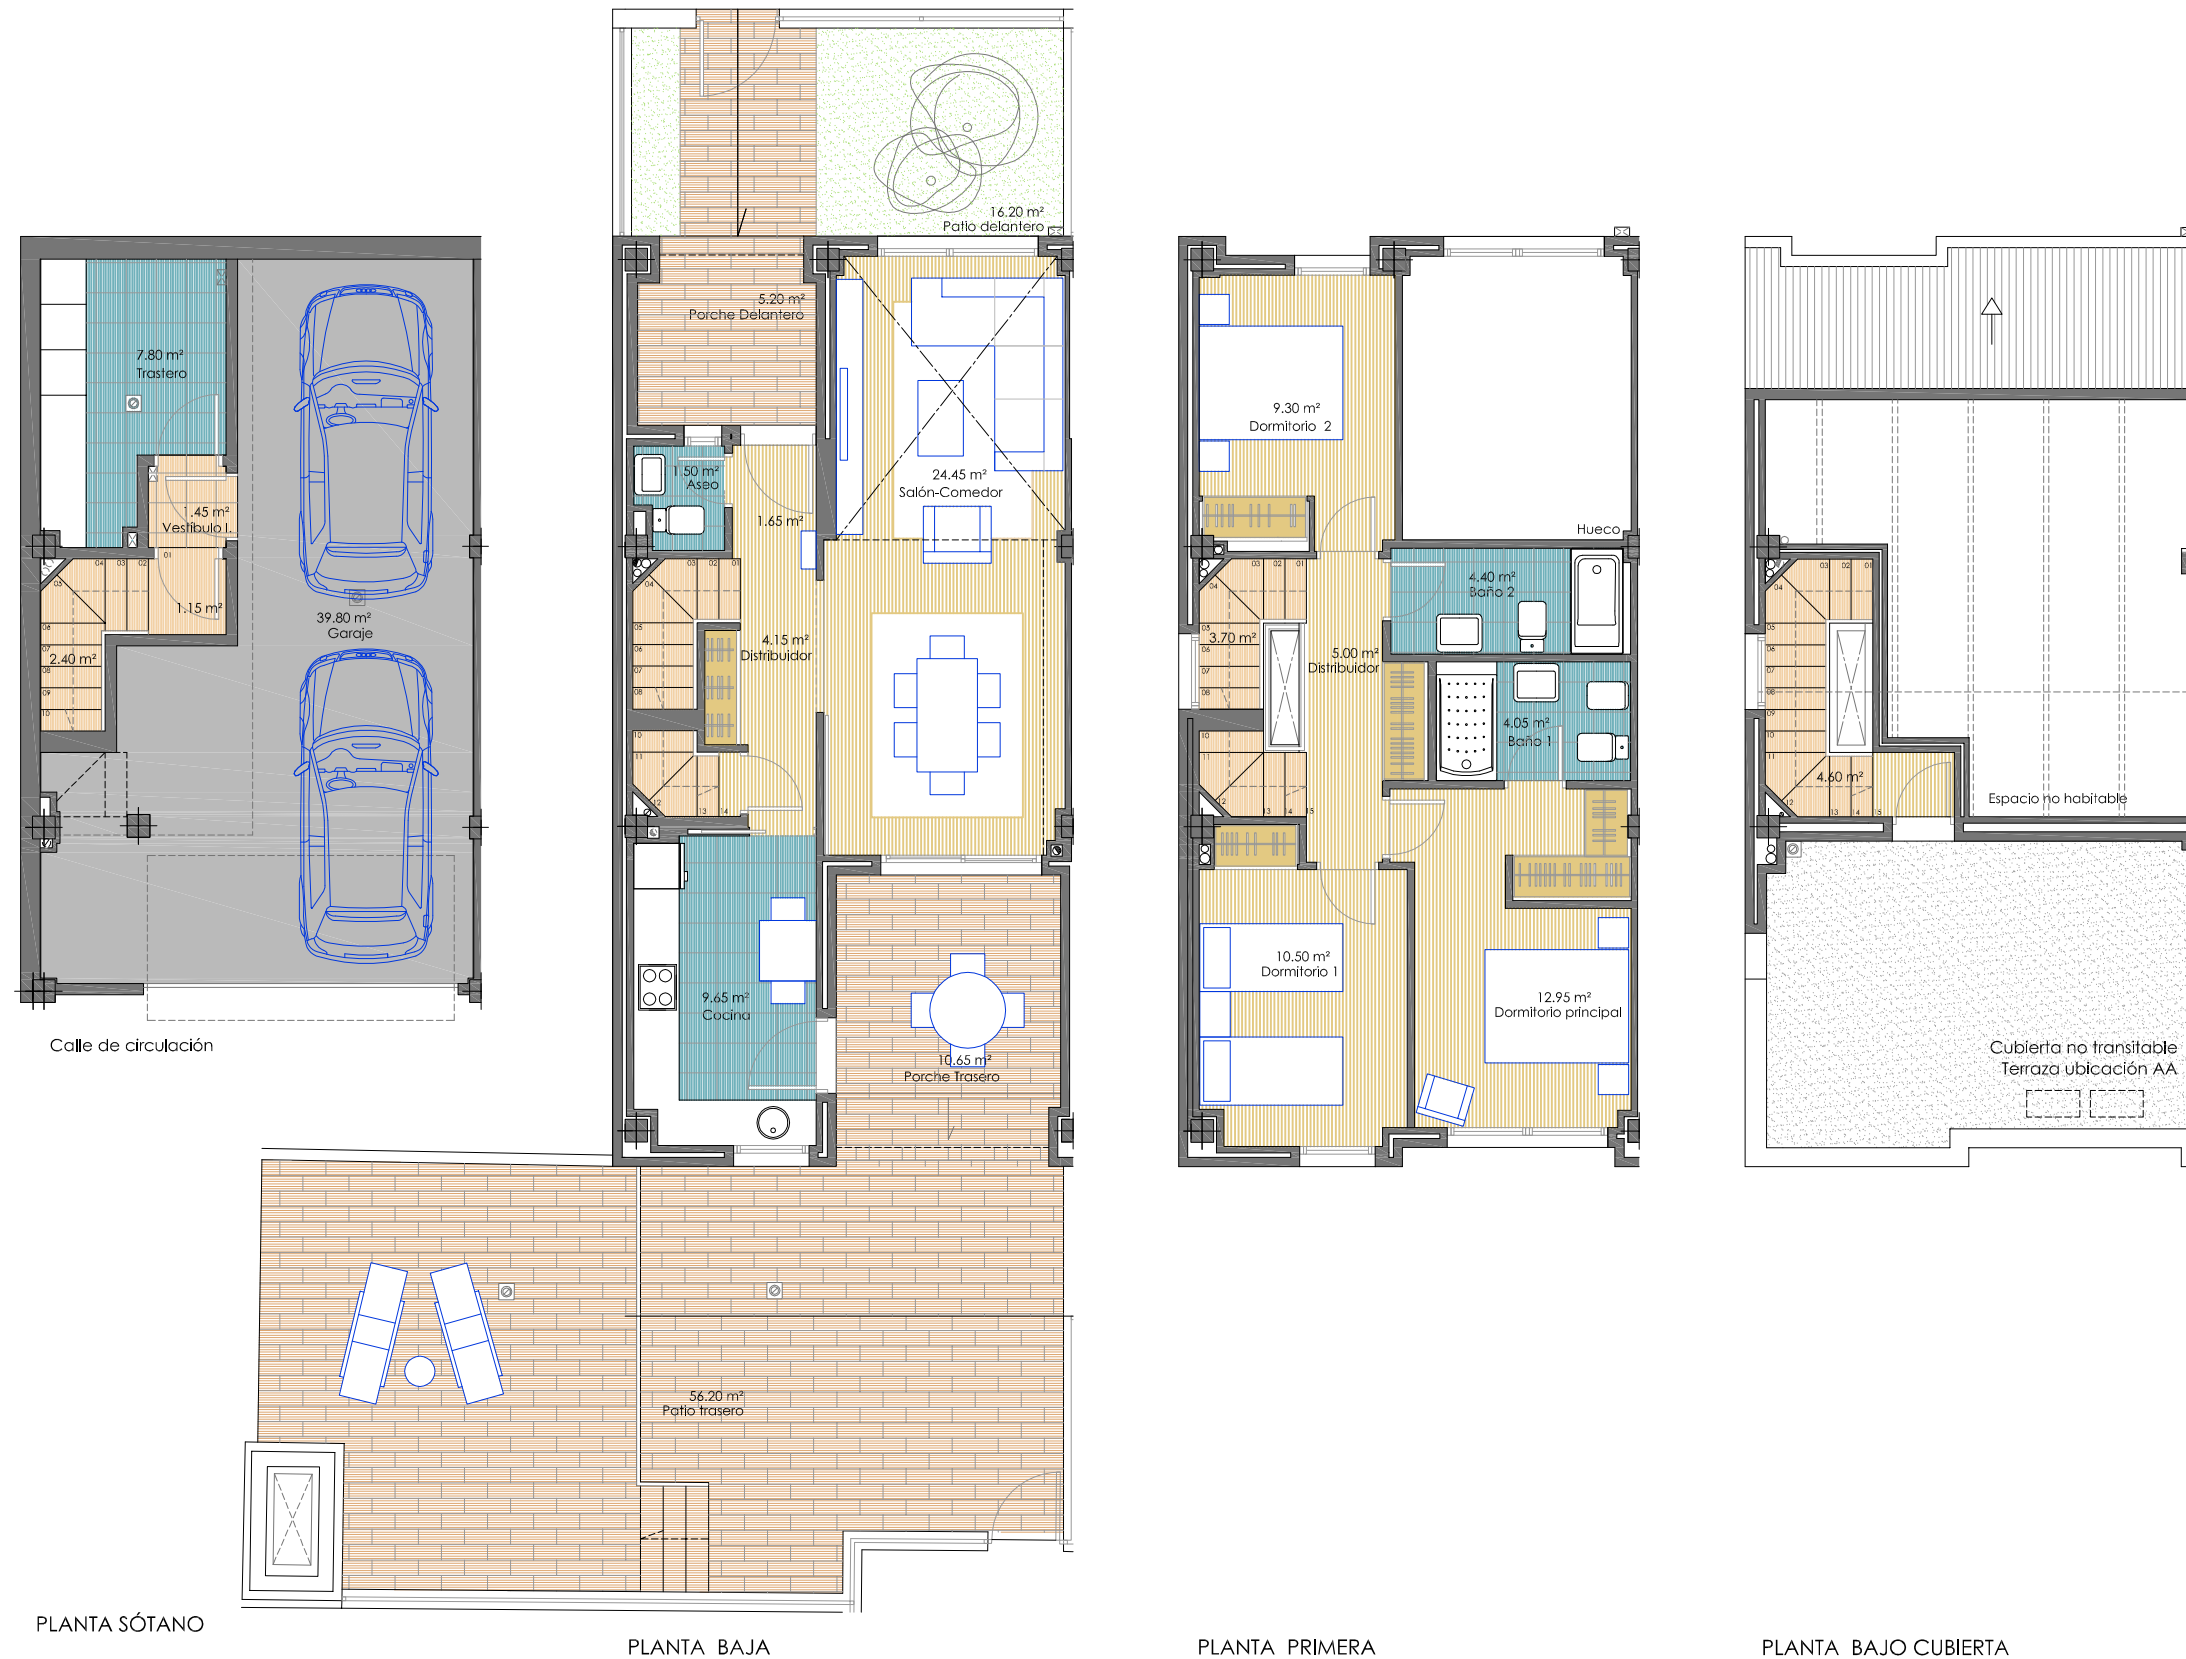 16.20 m²
Patio delantero
5.20 m²
Porche Delantero
7.80 m²
Trastero
1.45 m²
Vestíbulo I.
1.15 m²
2.40 m²
39.80 m²
Garaje
Calle de circulación
PLANTA SÓTANO
1.50 m²
Aseo
1.65 m²
24.45 m²
Salón-Comedor
4.15 m²
Distribuidor
9.65 m²
Cocina
10.65 m²
Porche Trasero
56.20 m²
Patio trasero
PLANTA BAJA
9.30 m²
Dormitorio 2
Hueco
4.40 m²
Baño 2
3.70 m²
5.00 m²
Distribuidor
4.05 m²
Baño 1
10.50 m²
Dormitorio 1
12.95 m²
Dormitorio principal
PLANTA PRIMERA
4.60 m²
Espacio no habitable
Cubierta no transitable
Terraza ubicación AA
PLANTA BAJO CUBIERTA